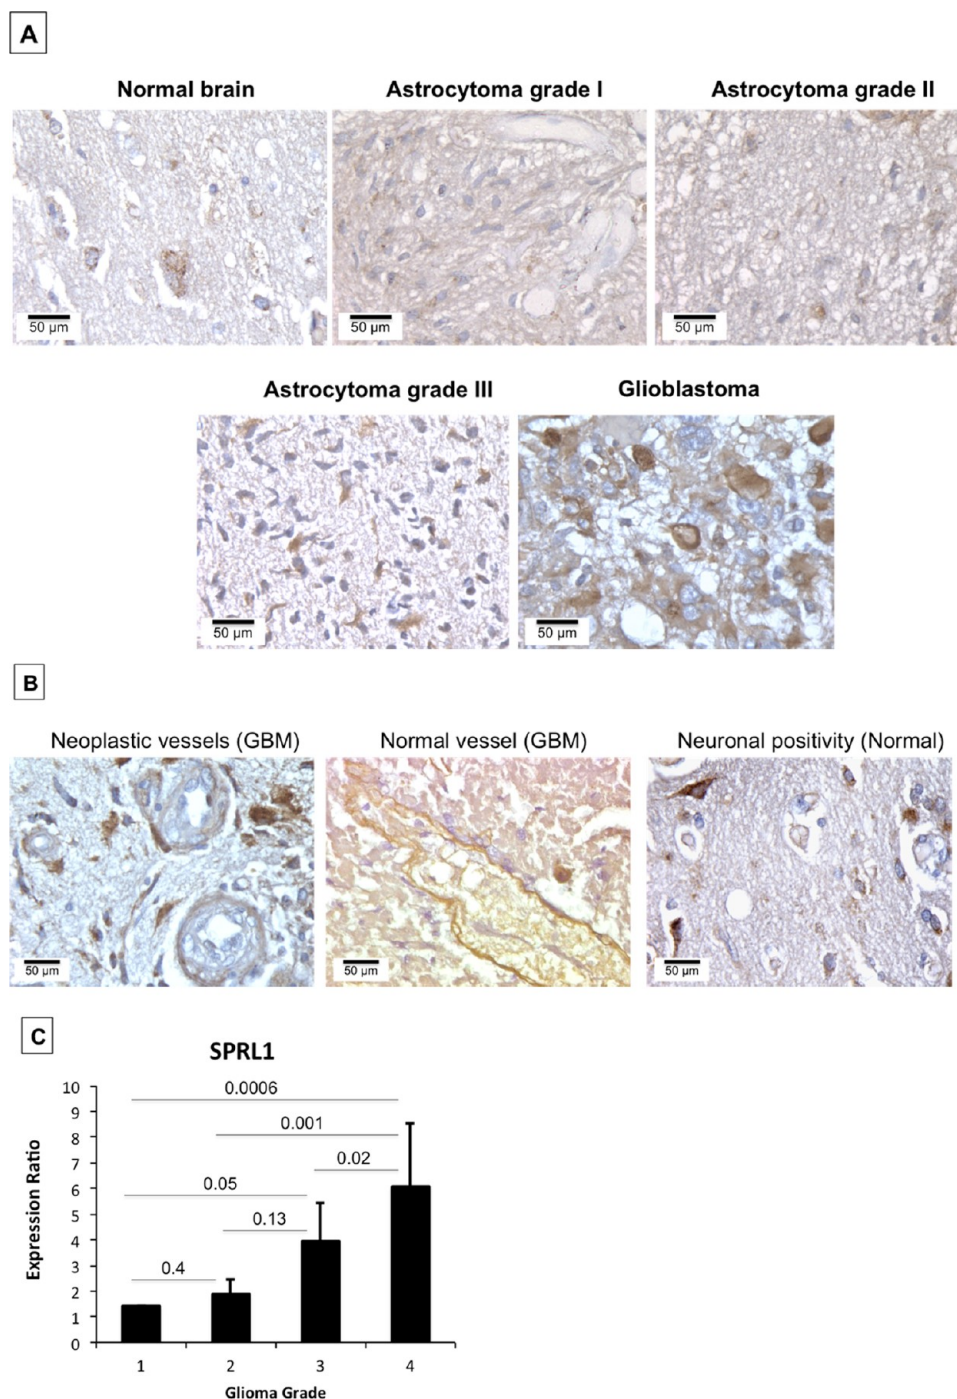 A
Normal brain
Astrocytoma grade I
Astrocytoma grade II
50 µm
50 µm
50 µm
Astrocytoma grade III
Glioblastoma
50 µm
50 µm
B
Neoplastic vessels (GBM)
Normal vessel (GBM)
Neuronal positivity (Normal)
50 µm
50 µm
50 µm
C
SPRL1
Expression Ratio
10
9
8
7
6
5
4
3
2
1
0
0.0006
0.001
0.02
0.05
0.13
0.4
1
2
3
4
Glioma Grade